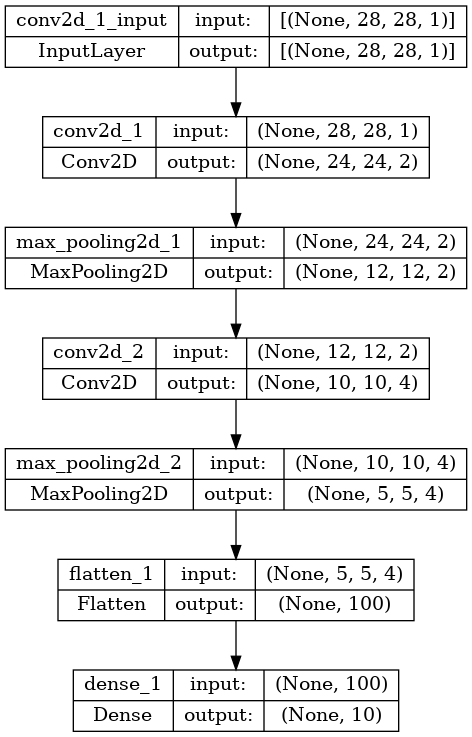 conv2d_1_input input: [(None, 28, 28, 1)]
InputLayer output: [(None, 28, 28, 1)]
conv2d_1 input: (None, 28, 28, 1)
Conv2D output: (None, 24, 24, 2)
max_pooling2d_1 input: (None, 24, 24, 2)
MaxPooling2D output: (None, 12, 12, 2)
conv2d_2 input: (None, 12, 12, 2)
Conv2D output: (None, 10, 10, 4)
max_pooling2d_2 input: (None, 10, 10, 4)
MaxPooling2D output: (None, 5, 5, 4)
flatten_1 input: (None, 5, 5, 4)
Flatten output: (None, 100)
dense_1 input: (None, 100)
Dense output: (None, 10)